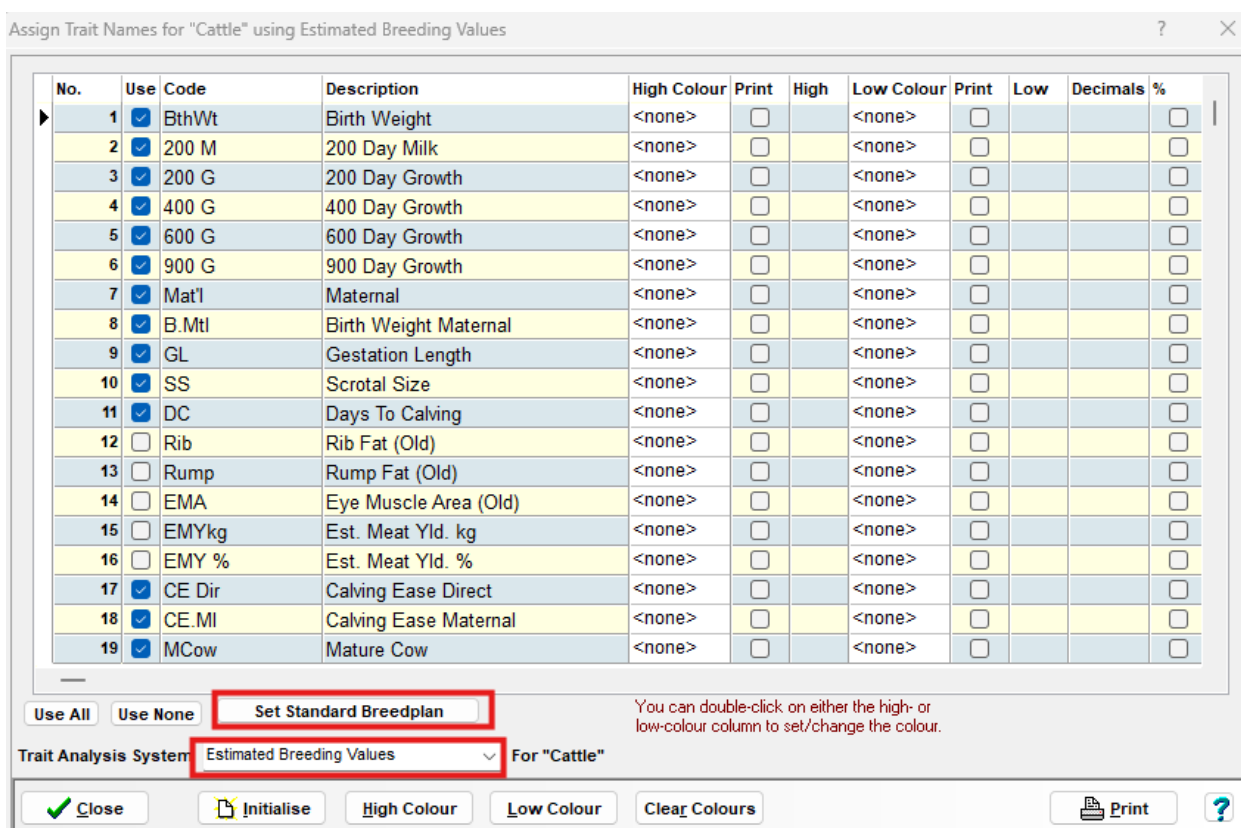 Assign Trait Names for "Cattle" using Estimated Breeding Values ?
No. Use Code Description High Colour Print High Low Colour Print Low Decimals %
1 BthWt Birth Weight <none> <none>
2 200 M 200 Day Milk <none> <none>
3 200 G 200 Day Growth <none> <none>
4 400 G 400 Day Growth <none> <none>
5 600 G 600 Day Growth <none> <none>
6 900 G 900 Day Growth <none> <none>
7 Mat'l Maternal <none> <none>
8 B.Mtl Birth Weight Maternal <none> <none>
9 GL Gestation Length <none> <none>
10 SS Scrotal Size <none> <none>
11 DC Days To Calving <none> <none>
12 Rib Rib Fat (Old) <none> <none>
13 Rump Rump Fat (Old) <none> <none>
14 EMA Eye Muscle Area (Old) <none> <none>
15 EMYkg Est. Meat Yld. kg <none> <none>
16 EMY % Est. Meat Yld. % <none> <none>
17 CE Dir Calving Ease Direct <none> <none>
18 CE.Ml Calving Ease Maternal <none> <none>
19 MCow Mature Cow <none> <none>
Use All Use None Set Standard Breedplan You can double-click on either the high- or
low-colour column to set/change the colour.
Trait Analysis System Estimated Breeding Values For "Cattle"
Close Initialise High Colour Low Colour Clear Colours Print ?